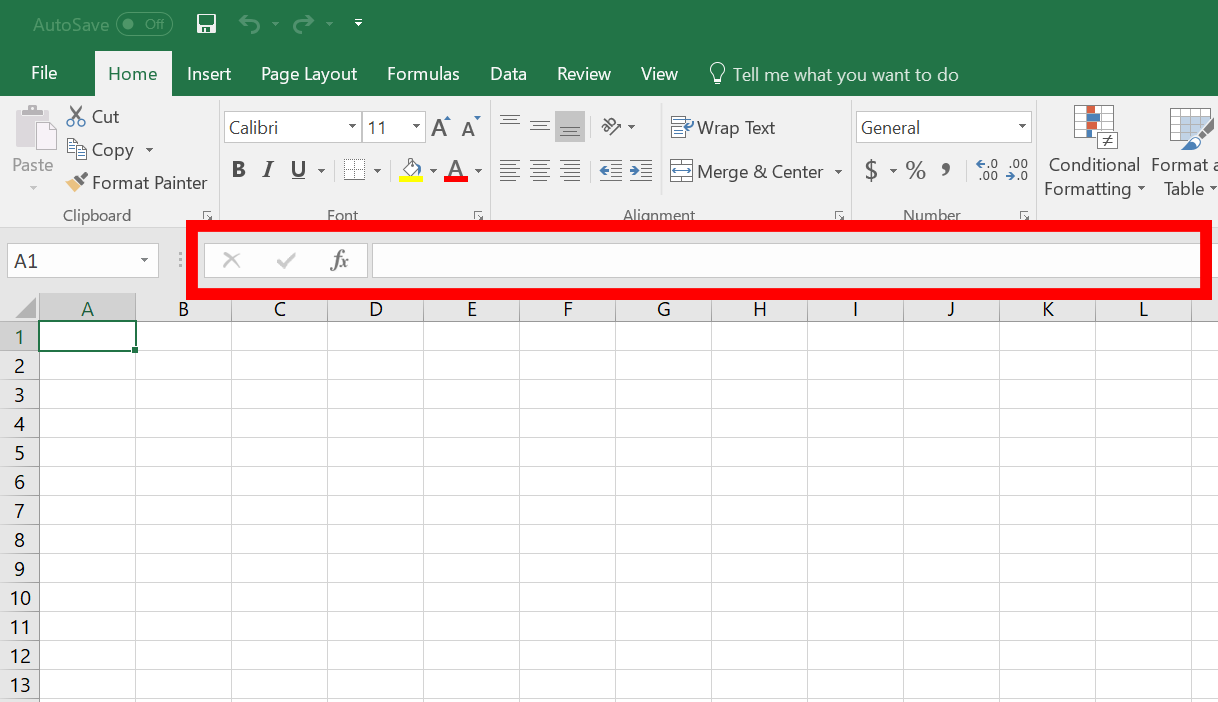 AutoSave Off
File Home Insert Page Layout Formulas Data Review View Tell me what you want to do
Paste
Cut
Copy
Format Painter
Clipboard
Calibri 11 A A
B I U A
Font
Wrap Text
Merge & Center
Alignment
General
$ % , .0 .00
.00 .0
Number
Conditional
Formatting
Format a
Table
A1 fx
A B C D E F G H I J K L
1
2
3
4
5
6
7
8
9
10
11
12
13